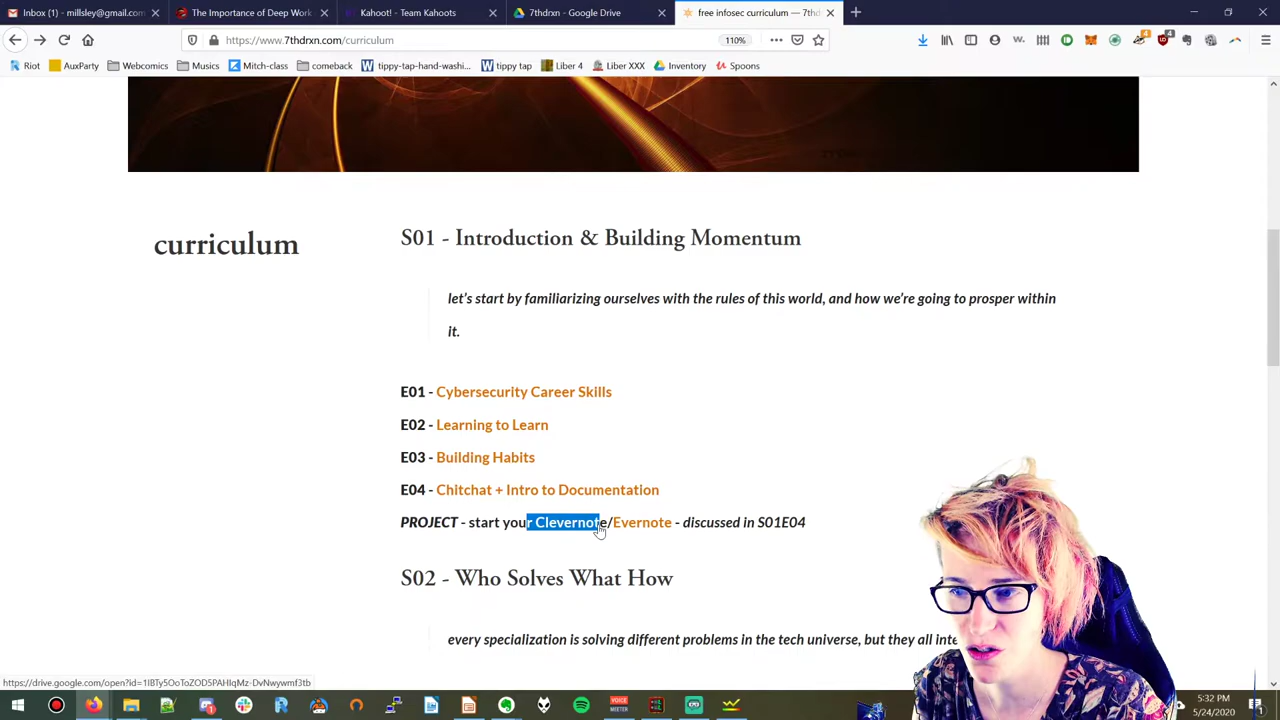 Inbox (1) - millsley@gmail.com
The Importance of Deep Work
Kahoot! - Team Kahoots
7thdrxn - Google Drive
free infosec curriculum — 7th
https://www.7thdrxn.com/curriculum
110%
Riot
AuxParty
Webcomics
Musics
Mitch-class
comeback
tippy-tap-hand-washi...
tippy tap
Liber 4
Liber XXX
Inventory
Spoons
curriculum
S01 - Introduction & Building Momentum
let's start by familiarizing ourselves with the rules of this world, and how we're going to prosper within
it.
E01 - Cybersecurity Career Skills
E02 - Learning to Learn
E03 - Building Habits
E04 - Chitchat + Intro to Documentation
PROJECT - start your Clevernote/Evernote - discussed in S01E04
S02 - Who Solves What How
every specialization is solving different problems in the tech universe, but they all inte
5:32 PM
5/24/2020